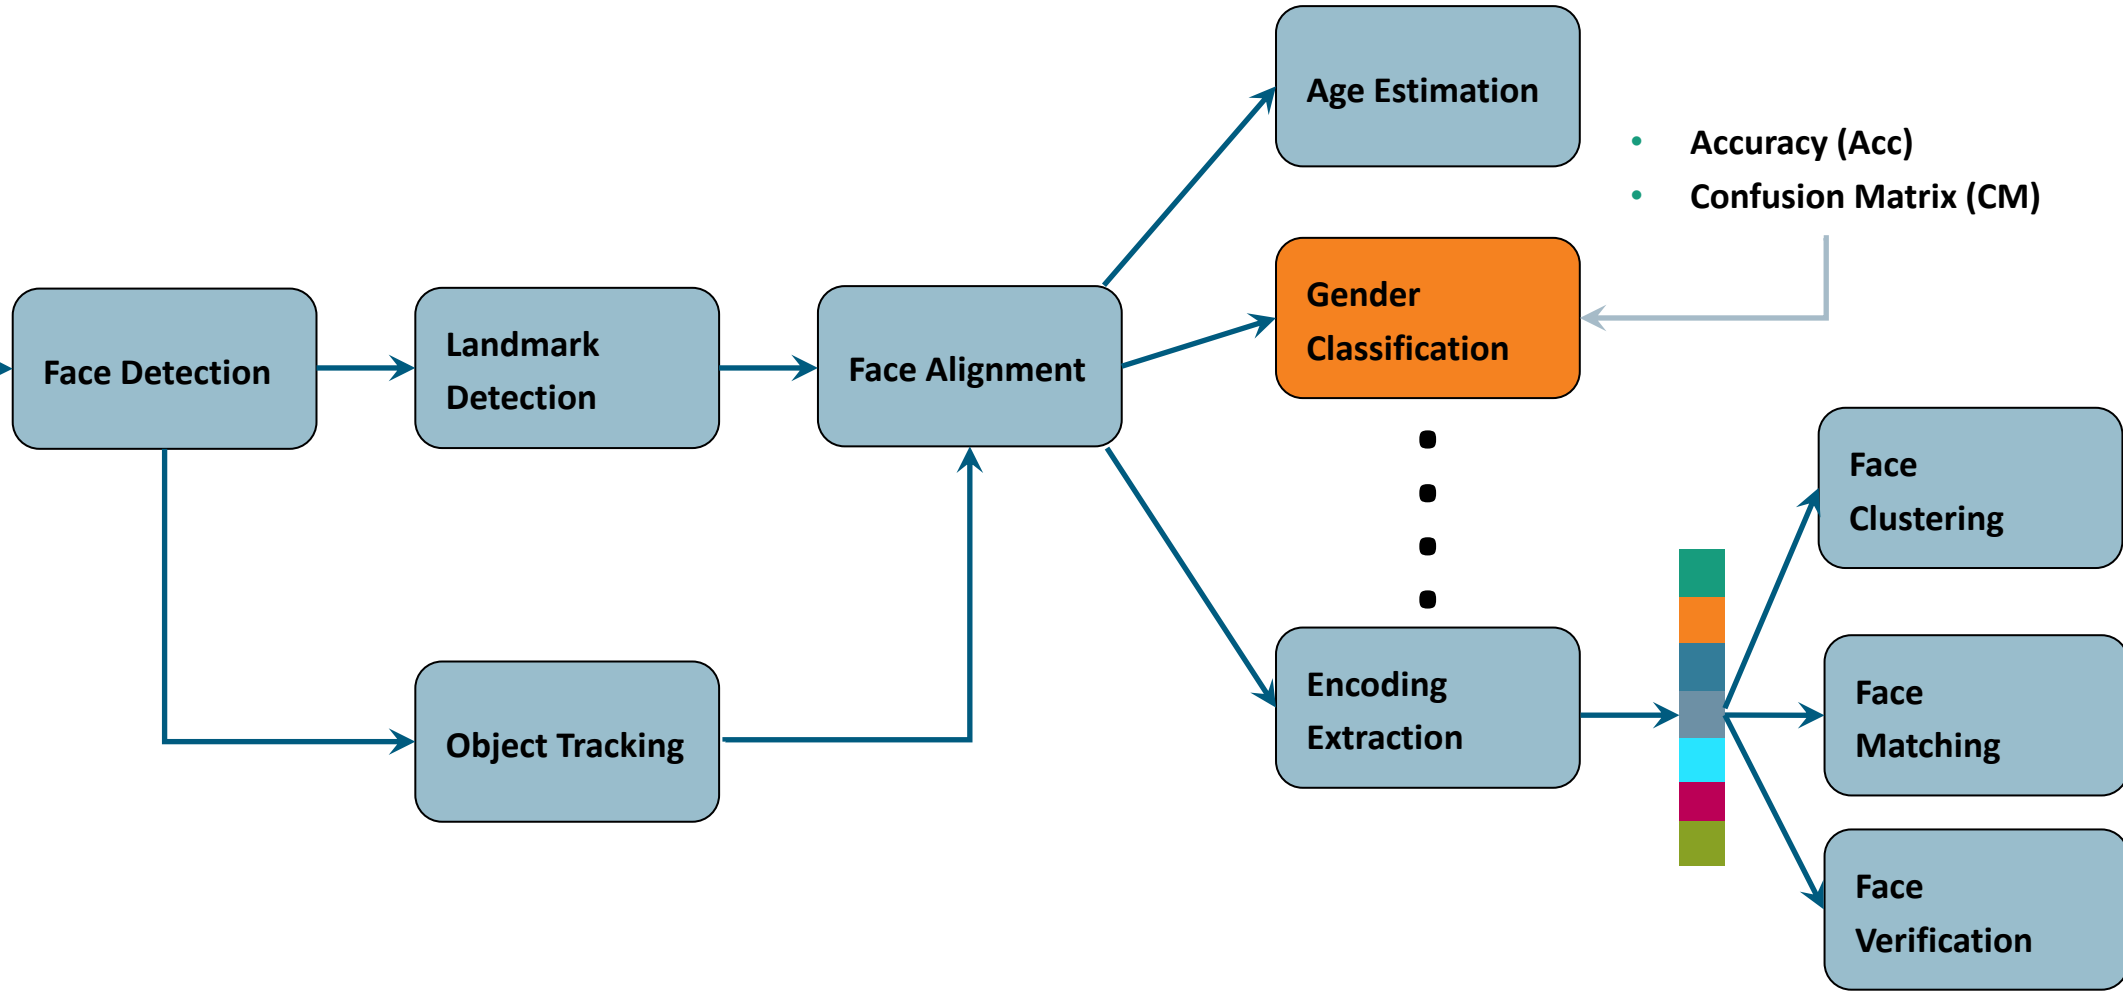 Age Estimation
• Accuracy (Acc)
• Confusion Matrix (CM)
Gender
Classification
Face Detection
Landmark
Detection
Face Alignment
Face
Clustering
Object Tracking
Encoding
Extraction
Face
Matching
Face
Verification